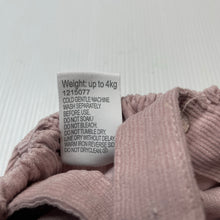 Weight: up to 4kg
1215077
COLD GENTLE MACHINE
WASH SEPARATELY
BEFORE USE
DO NOT SOAK/
DO NOT BLEACH.
DO NOT TUMBLE DRY.
LINE DRY WITHOUT DELAY
WARM IRON REVERSE SIDE
DO NOT DRYCLEAN.